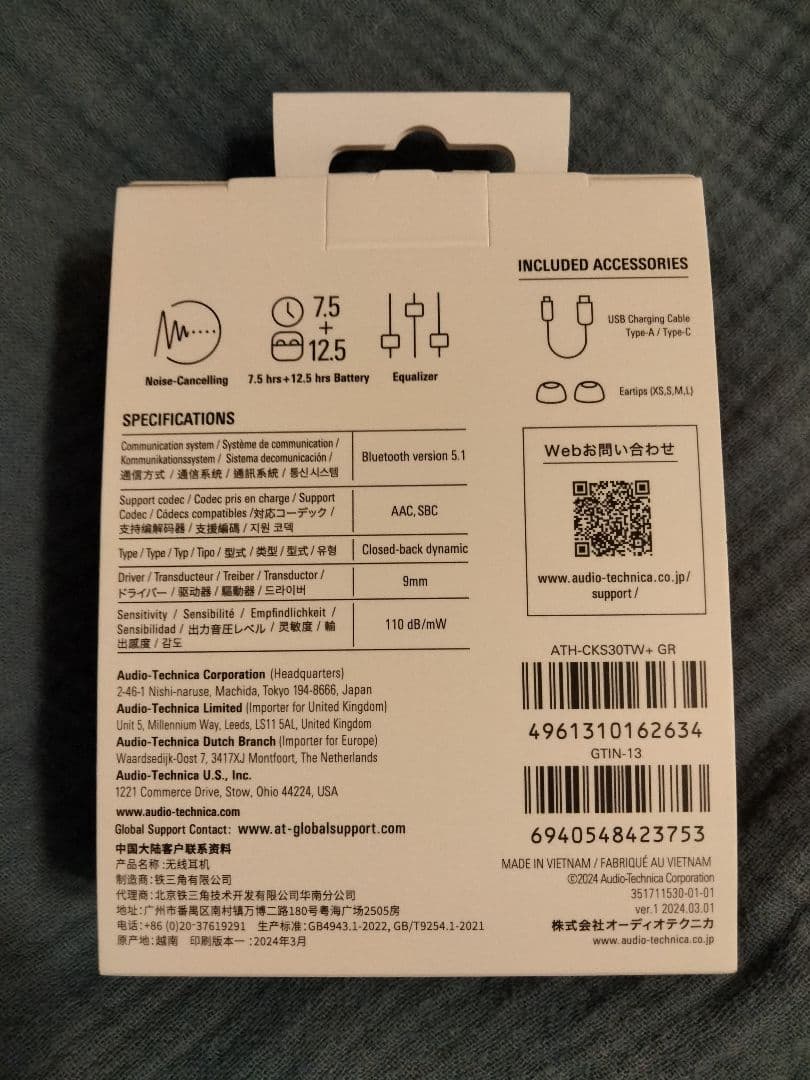 7.5
+
12.5
Noise-Cancelling
7.5 hrs+12.5 hrs Battery
Equalizer
INCLUDED ACCESSORIES
USB Charging Cable
Type-A / Type-C
Eartips (XS,S,M,L)
SPECIFICATIONS
Communication system / Système de communication /
Kommunikationssystem / Sistema decomunicación /
通信方式 / 通信系统 / 通訊系統 / 통신 시스템
Bluetooth version 5.1
Support codec / Codec pris en charge / Support
Codec / Códecs compatibles /対応コーデック /
支持编解码器 / 支援編碼 / 지원 코덱
AAC, SBC
Type / Type / Typ / Tipo / 型式 / 类型 / 型式 / 유형
Closed-back dynamic
Driver / Transducteur / Treiber / Transductor /
ドライバー / 驱动器 / 驅動器 / 드라이버
9mm
Sensitivity / Sensibilité / Empfindlichkeit /
Sensibilidad / 出力音圧レベル / 灵敏度 / 輸
出感度 / 감도
110 dB/mW
Webお問い合わせ
www.audio-technica.co.jp/
support/
ATH-CKS30TW+ GR
4961310162634
GTIN-13
6940548423753
Audio-Technica Corporation (Headquarters)
2-46-1 Nishi-naruse, Machida, Tokyo 194-8666, Japan
Audio-Technica Limited (Importer for United Kingdom)
Unit 5, Millennium Way, Leeds, LS11 5AL, United Kingdom
Audio-Technica Dutch Branch (Importer for Europe)
Waardsedijk-Oost 7, 3417XJ Montfoort, The Netherlands
Audio-Technica U.S., Inc.
1221 Commerce Drive, Stow, Ohio 44224, USA
www.audio-technica.com
Global Support Contact: www.at-globalsupport.com
中国大陆客户联系资料
产品名称:无线耳机
制造商:铁三角有限公司
代理商:北京铁三角技术开发有限公司华南分公司
地址:广州市番禺区南村镇万博二路180号粤海广场2505房
电话:+86 (0)20-37619291 生产标准:GB4943.1-2022, GB/T9254.1-2021
原产地:越南 印刷版本一:2024年3月
MADE IN VIETNAM / FABRIQUÉ AU VIETNAM
©2024 Audio-Technica Corporation
351711530-01-01
ver.1 2024.03.01
株式会社オーディオテクニカ
www.audio-technica.co.jp